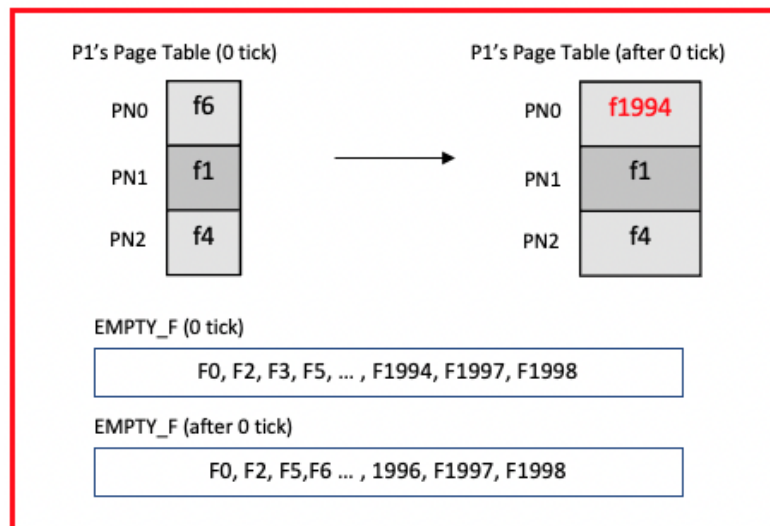 P1's Page Table (0 tick) P1's Page Table (after 0 tick)
PN0 f6 PN0 f1994
PN1 f1 PN1 f1
PN2 f4 PN2 f4
EMPTY_F (0 tick)
F0, F2, F3, F5, ... , F1994, F1997, F1998
EMPTY_F (after 0 tick)
F0, F2, F5,F6 ... , 1996, F1997, F1998